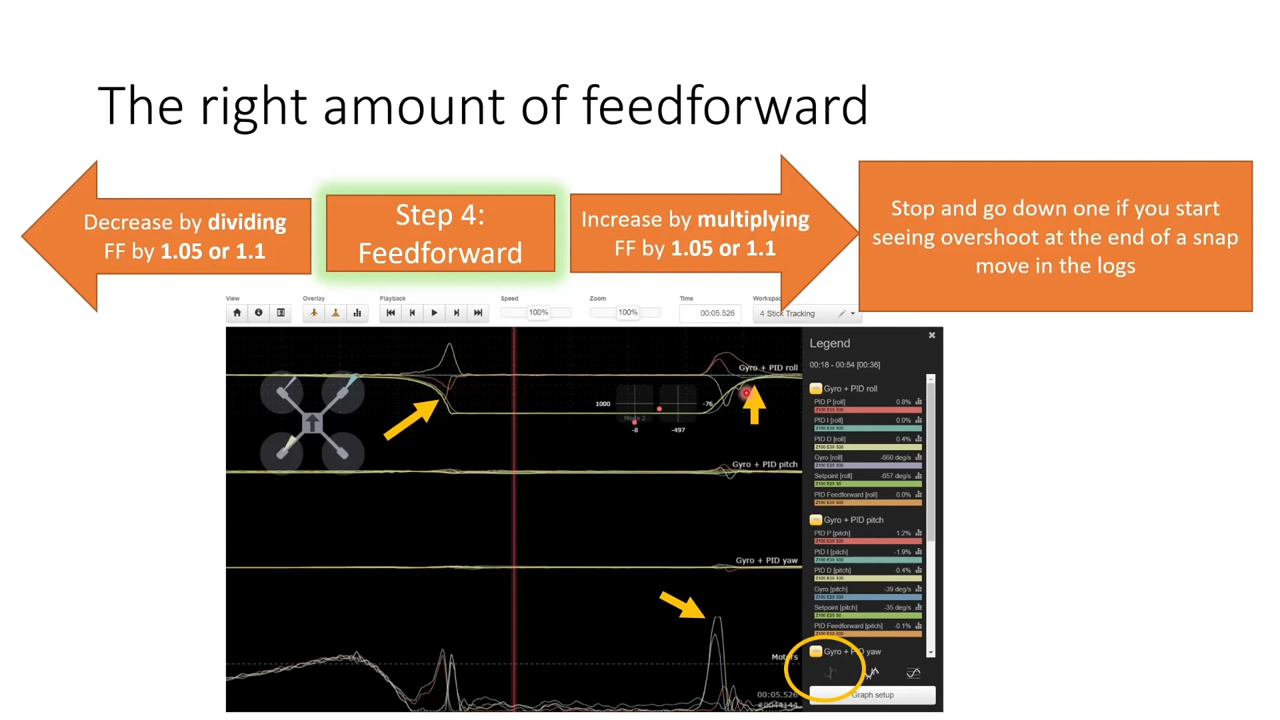 The right amount of feedforward
Decrease by dividing
FF by 1.05 or 1.1
Step 4:
Feedforward
Increase by multiplying
FF by 1.05 or 1.1
Stop and go down one if you start
seeing overshoot at the end of a snap
move in the logs
View
Overlay
Playback
Speed
Zoom
Time
Workspa
100%
100%
00:05.526
4 Stick Tracking
Legend
00:18 - 00:54 [00:36]
Gyro + PID roll
1000
-76
Mode 2
-8
-497
Gyro + PID pitch
Gyro + PID yaw
Motors
00:05.526
Gyro + PID roll
PID P [roll] 0.8%
PID I [roll] 0.0%
PID D [roll] 0.4%
Gyro [roll] -660 deg/s
Setpoint [roll] -657 deg/s
PID Feedforward [roll] 0.0%
Gyro + PID pitch
PID P [pitch] 1.2%
PID I [pitch] -1.9%
PID D [pitch] -0.4%
Gyro [pitch] -39 deg/s
Setpoint [pitch] -35 deg/s
PID Feedforward [pitch] -0.1%
Gyro + PID yaw
Graph setup